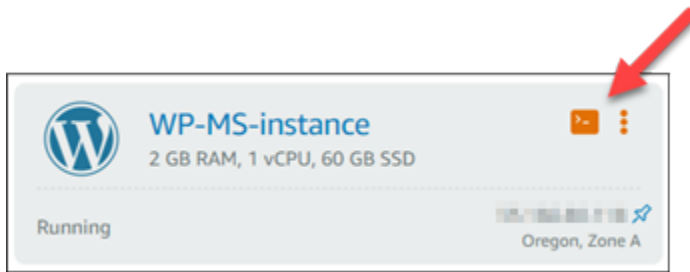 WP-MS-instance
2 GB RAM, 1 vCPU, 60 GB SSD
Running
Oregon, Zone A